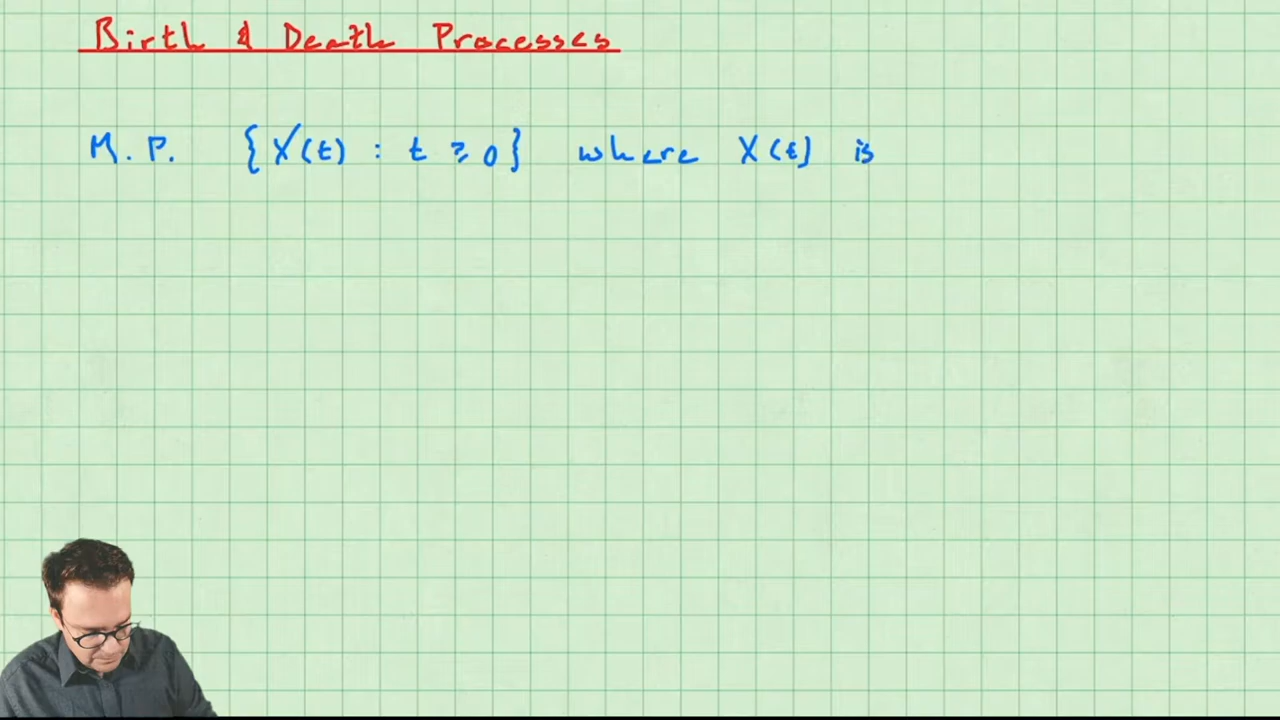 Birth & Death Processes
M.P. {X(t) : t ≥ 0} where X(t) is